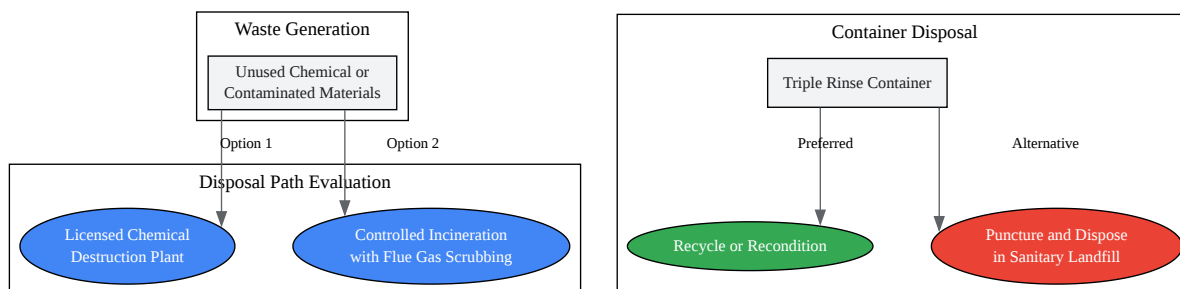 Waste Generation
Unused Chemical or
Contaminated Materials
Option 1
Option 2
Disposal Path Evaluation
Licensed Chemical
Destruction Plant
Controlled Incineration
with Flue Gas Scrubbing
Container Disposal
Triple Rinse Container
Preferred
Alternative
Recycle or Recondition
Puncture and Dispose
in Sanitary Landfill